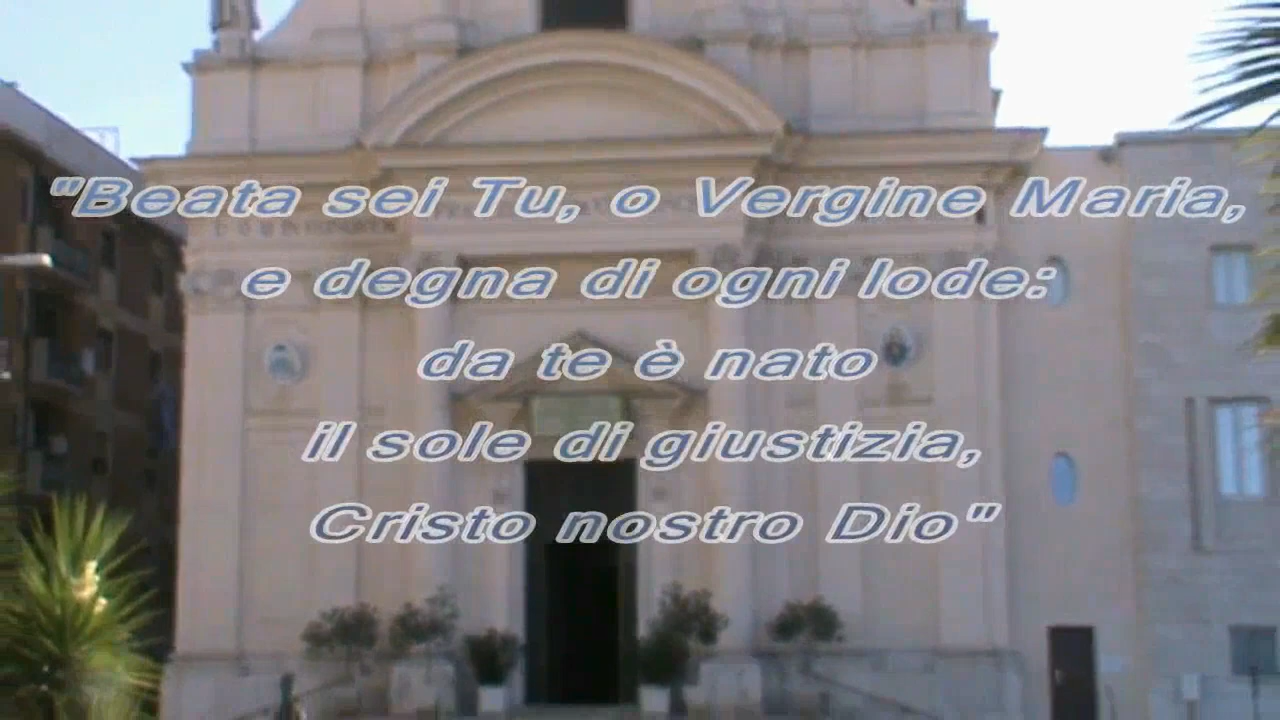 "Beata sei Tu, o Vergine Maria,
e degna di ogni lode:
da te è nato
il sole di giustizia,
Cristo nostro Dio"